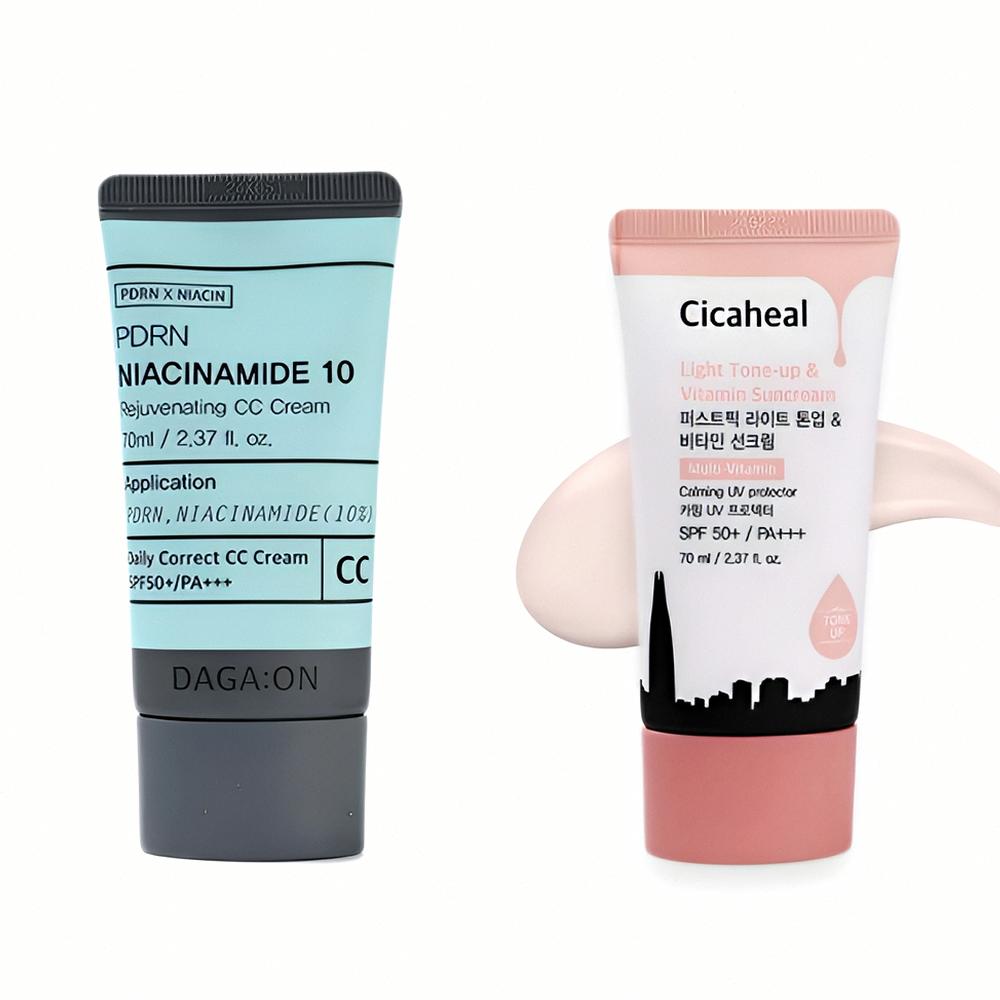 PDRN X NIACIN
PDRN
NIACINAMIDE 10
Rejuvenating CC Cream
70ml / 2.37 fl. oz.
Application
PDRN, NIACINAMIDE(10%)
Daily Correct CC Cream
SPF50+/PA+++
CC
DAGA:ON
Cicaheal
Light Tone-up &
Vitamin Suncream
퍼스트픽 라이트 톤업 &
비타민 선크림
Multi-Vitamin
Calming UV protector
카밍 UV 프로텍터
SPF 50+ / PA+++
70 ml / 2.37 fl. oz.
TONE
UP